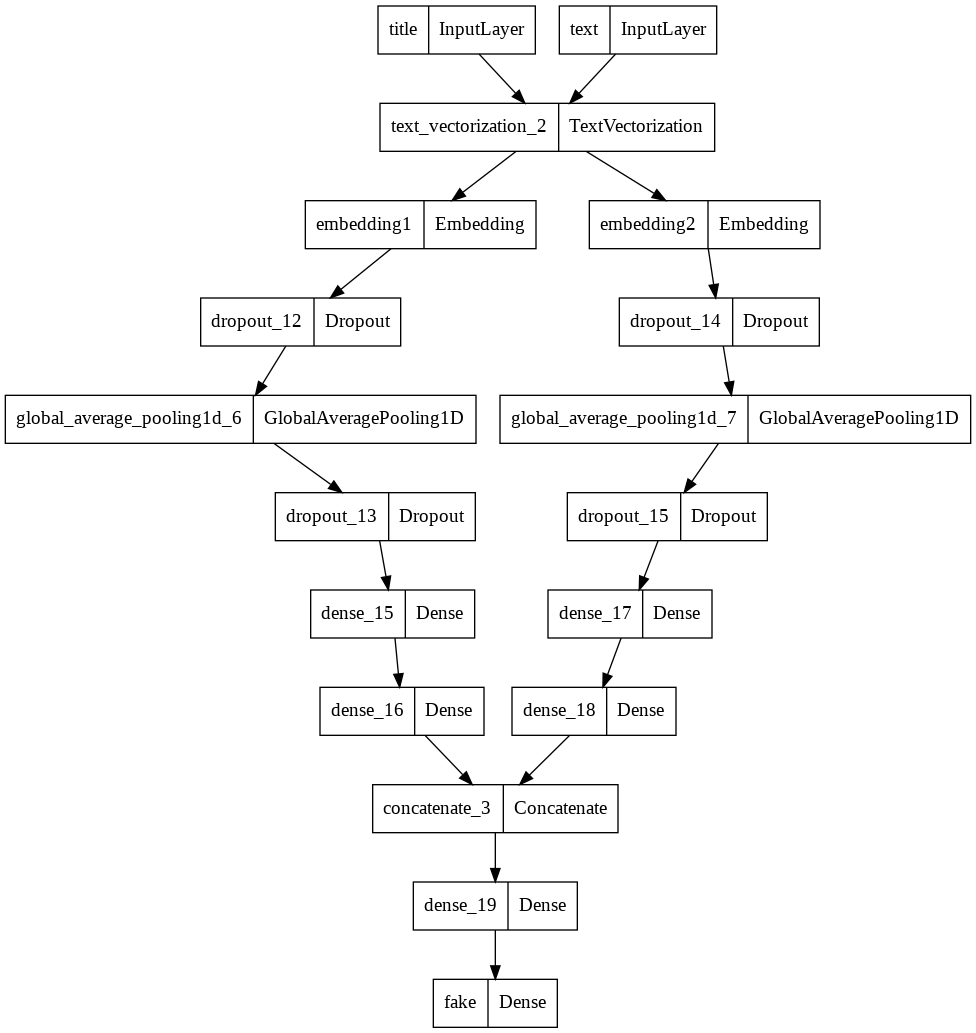 title InputLayer text InputLayer
text_vectorization_2 TextVectorization
embedding1 Embedding embedding2 Embedding
dropout_12 Dropout dropout_14 Dropout
global_average_pooling1d_6 GlobalAveragePooling1D global_average_pooling1d_7 GlobalAveragePooling1D
dropout_13 Dropout dropout_15 Dropout
dense_15 Dense dense_17 Dense
dense_16 Dense dense_18 Dense
concatenate_3 Concatenate
dense_19 Dense
fake Dense